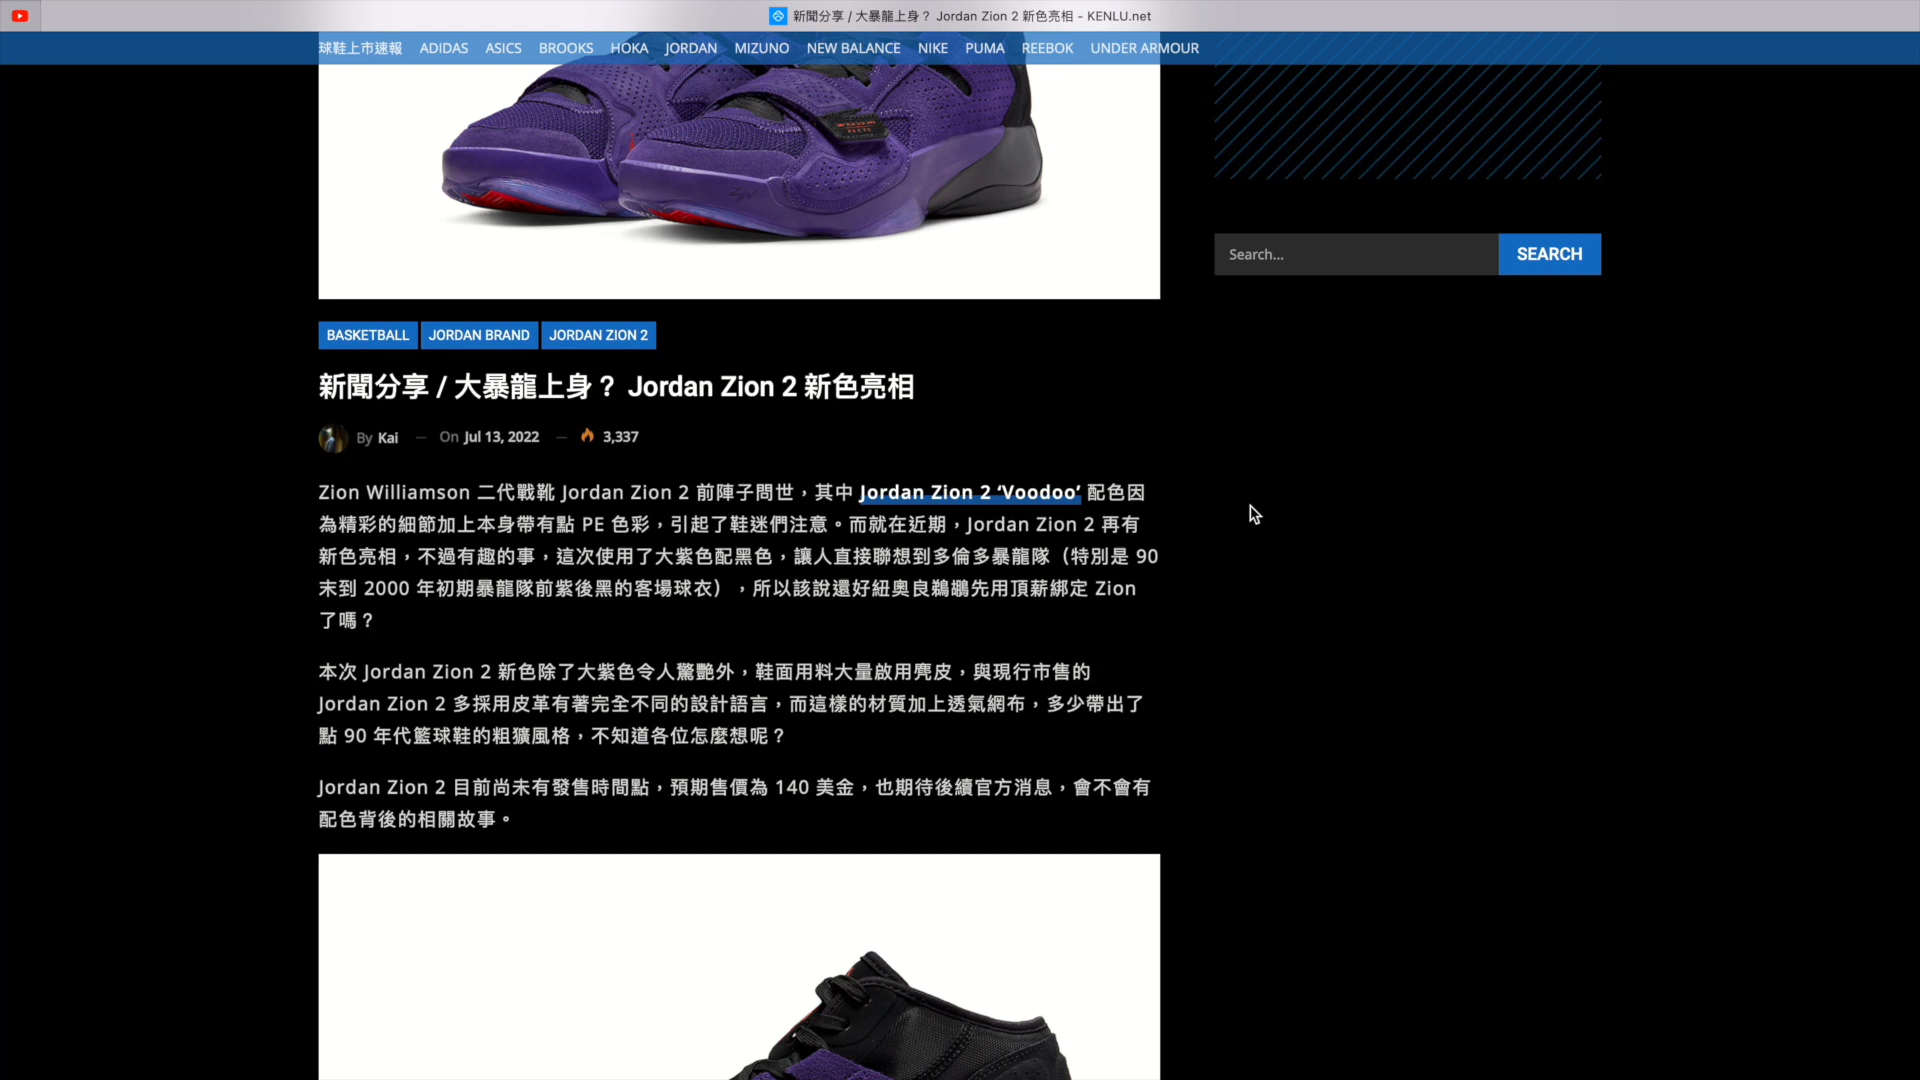 新聞分享 / 大暴龍上身？ Jordan Zion 2 新色亮相 - KENLU.net
球鞋上市速報 ADIDAS ASICS BROOKS HOKA JORDAN MIZUNO NEW BALANCE NIKE PUMA REEBOK UNDER ARMOUR
ZOOM
Search...
SEARCH
BASKETBALL JORDAN BRAND JORDAN ZION 2
新聞分享 / 大暴龍上身？ Jordan Zion 2 新色亮相
By Kai — On Jul 13, 2022 — 3,337
Zion Williamson 二代戰靴 Jordan Zion 2 前陣子問世，其中 Jordan Zion 2 ‘Voodoo’ 配色因
為精彩的細節加上本身帶有點 PE 色彩，引起了鞋迷們注意。而就在近期，Jordan Zion 2 再有
新色亮相，不過有趣的事，這次使用了大紫色配黑色，讓人直接聯想到多倫多暴龍隊（特別是 90
末到 2000 年初期暴龍隊前紫後黑的客場球衣），所以該說還好紐奧良鵜鶘先用頂薪綁定 Zion
了嗎？
本次 Jordan Zion 2 新色除了大紫色令人驚艷外，鞋面用料大量啟用麂皮，與現行市售的
Jordan Zion 2 多採用皮革有著完全不同的設計語言，而這樣的材質加上透氣網布，多少帶出了
點 90 年代籃球鞋的粗獷風格，不知道各位怎麼想呢？
Jordan Zion 2 目前尚未有發售時間點，預期售價為 140 美金，也期待後續官方消息，會不會有
配色背後的相關故事。